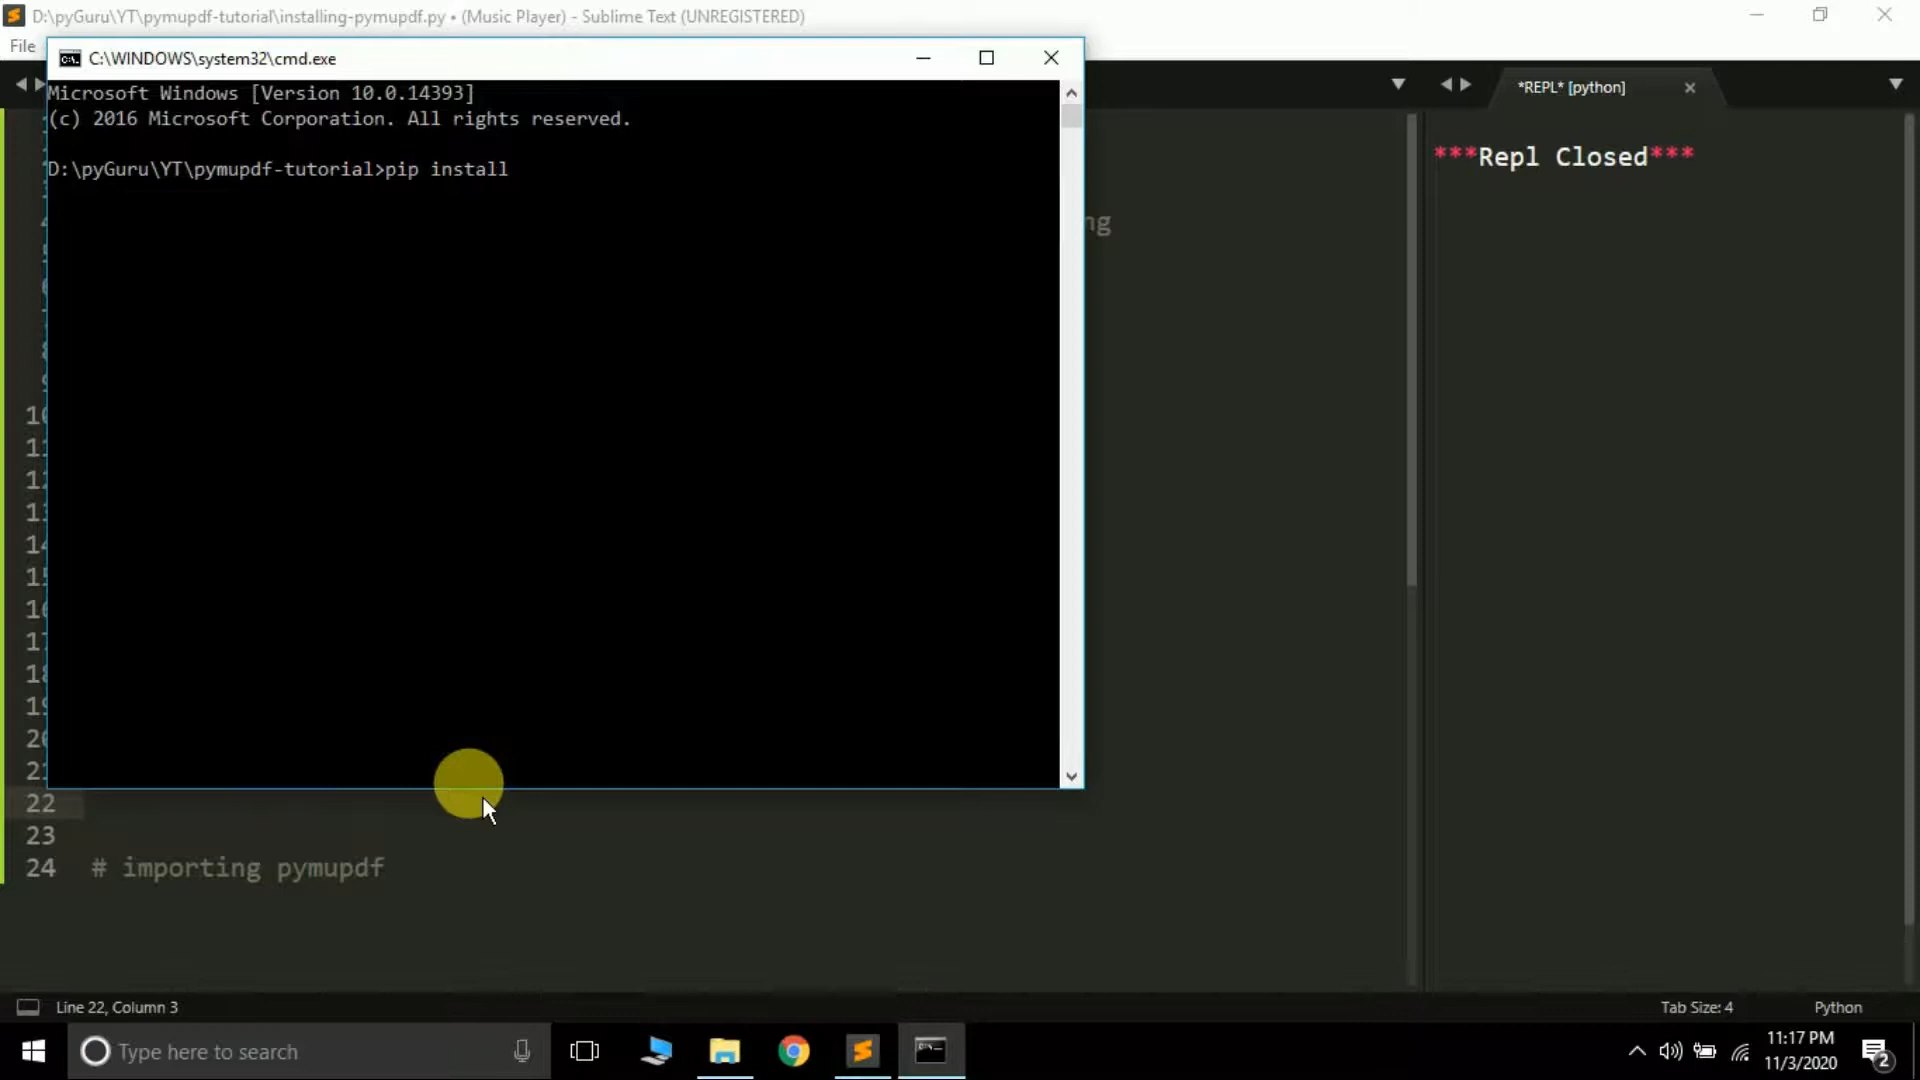 D:\pyGuru\YT\pymupdf-tutorial\installing-pymupdf.py • (Music Player) - Sublime Text (UNREGISTERED)
File
C:\WINDOWS\system32\cmd.exe
Microsoft Windows [Version 10.0.14393]
(c) 2016 Microsoft Corporation. All rights reserved.
D:\pyGuru\YT\pymupdf-tutorial>pip install
*REPL* [python]
***Repl Closed***
ng
22
23
24 # importing pymupdf
Line 22, Column 3
Tab Size: 4
Python
Type here to search
11:17 PM
11/3/2020
2